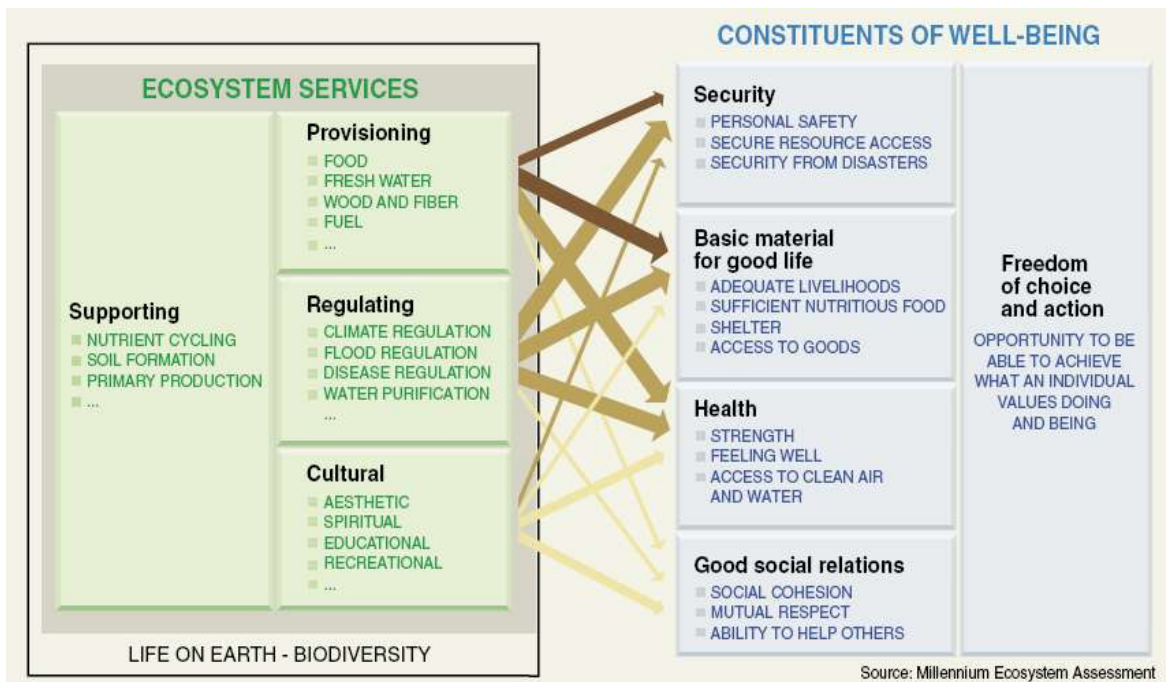 CONSTITUENTS OF WELL-BEING
ECOSYSTEM SERVICES
Supporting
NUTRIENT CYCLING
SOIL FORMATION
PRIMARY PRODUCTION
...
Provisioning
FOOD
FRESH WATER
WOOD AND FIBER
FUEL
...
Regulating
CLIMATE REGULATION
FLOOD REGULATION
DISEASE REGULATION
WATER PURIFICATION
...
Cultural
AESTHETIC
SPIRITUAL
EDUCATIONAL
RECREATIONAL
...
LIFE ON EARTH - BIODIVERSITY
Security
PERSONAL SAFETY
SECURE RESOURCE ACCESS
SECURITY FROM DISASTERS
Basic material
for good life
ADEQUATE LIVELIHOODS
SUFFICIENT NUTRITIOUS FOOD
SHELTER
ACCESS TO GOODS
Health
STRENGTH
FEELING WELL
ACCESS TO CLEAN AIR
AND WATER
Good social relations
SOCIAL COHESION
MUTUAL RESPECT
ABILITY TO HELP OTHERS
Freedom
of choice
and action
OPPORTUNITY TO BE
ABLE TO ACHIEVE
WHAT AN INDIVIDUAL
VALUES DOING
AND BEING
Source: Millennium Ecosystem Assessment